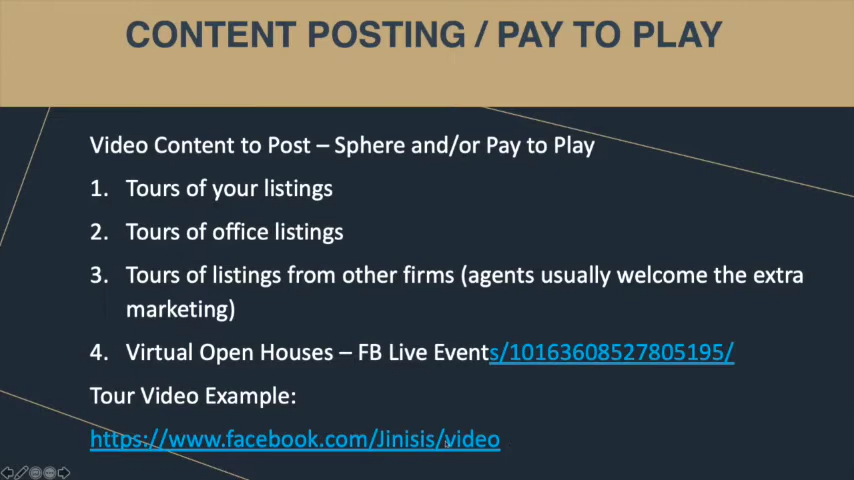 CONTENT POSTING / PAY TO PLAY
Video Content to Post – Sphere and/or Pay to Play
1. Tours of your listings
2. Tours of office listings
3. Tours of listings from other firms (agents usually welcome the extra
marketing)
4. Virtual Open Houses – FB Live Events/10163608527805195/
Tour Video Example:
https://www.facebook.com/Jinisis/video